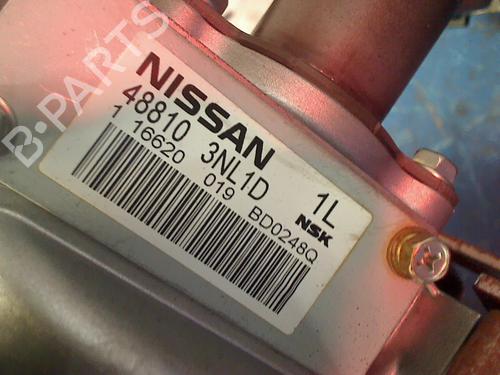 B-PARTS
NISSAN
48810 3NL1D 1L
1 16620 019 BD0248Q
NSK